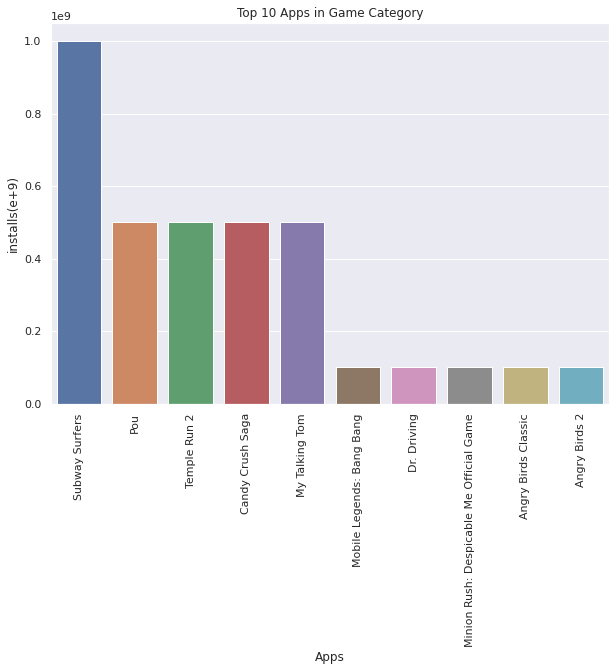 Top 10 Apps in Game Category
1e9
1.0
0.8
0.6
0.4
0.2
0.0
installs(e+9)
Subway Surfers
Pou
Temple Run 2
Candy Crush Saga
My Talking Tom
Mobile Legends: Bang Bang
Dr. Driving
Minion Rush: Despicable Me Official Game
Angry Birds Classic
Angry Birds 2
Apps